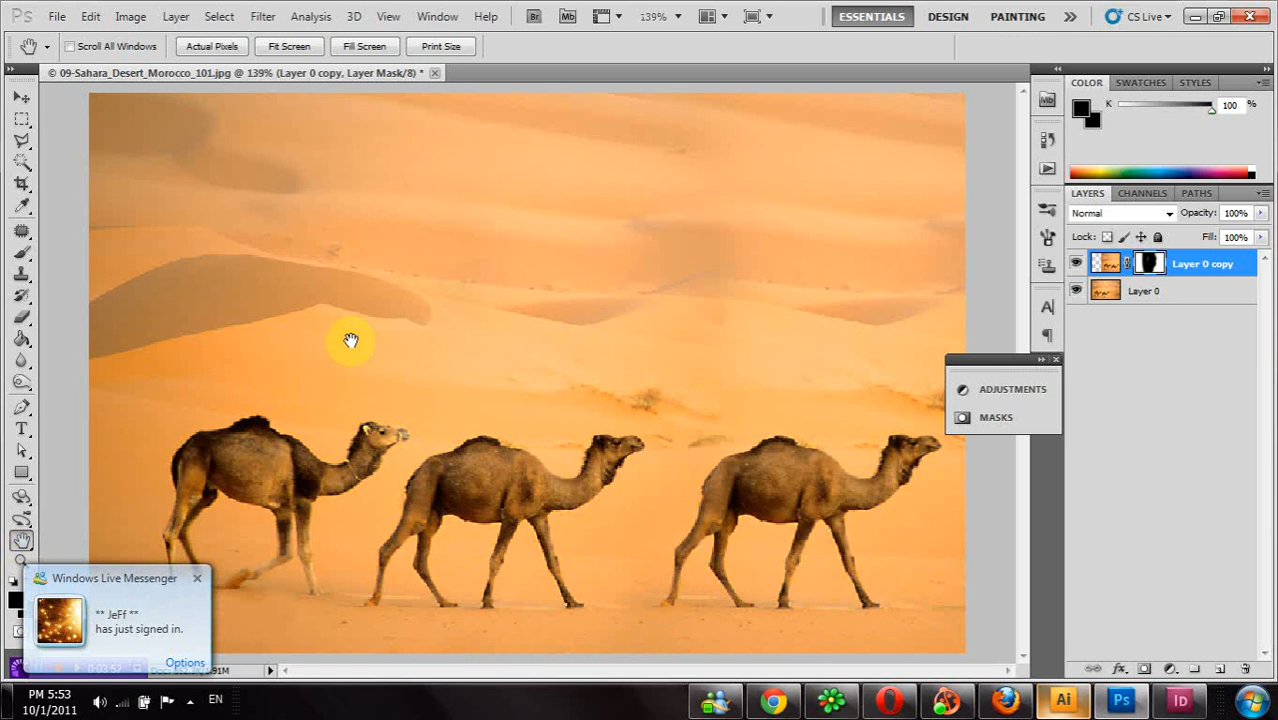 Ps File Edit Image Layer Select Filter Analysis 3D View Window Help Br Mb 139% ESSENTIALS DESIGN PAINTING CS Live
Scroll All Windows Actual Pixels Fit Screen Fill Screen Print Size
© 09-Sahara_Desert_Morocco_101.jpg @ 139% (Layer 0 copy, Layer Mask/8) *
COLOR SWATCHES STYLES
Mb
K 100 %
LAYERS CHANNELS PATHS
Normal Opacity: 100%
Lock: Fill: 100%
Layer 0 copy
Layer 0
ADJUSTMENTS
MASKS
Windows Live Messenger
** JeFf **
has just signed in.
Options
0:03:52
PM 5:53
10/1/2011
EN
Ai Ps Id